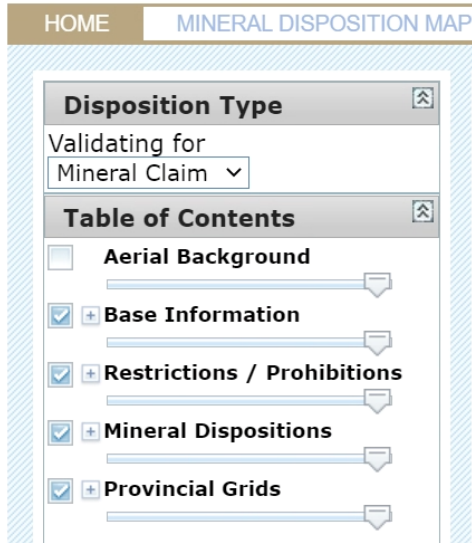 HOME MINERAL DISPOSITION MAP
Disposition Type
Validating for
Mineral Claim
Table of Contents
Aerial Background
Base Information
Restrictions / Prohibitions
Mineral Dispositions
Provincial Grids